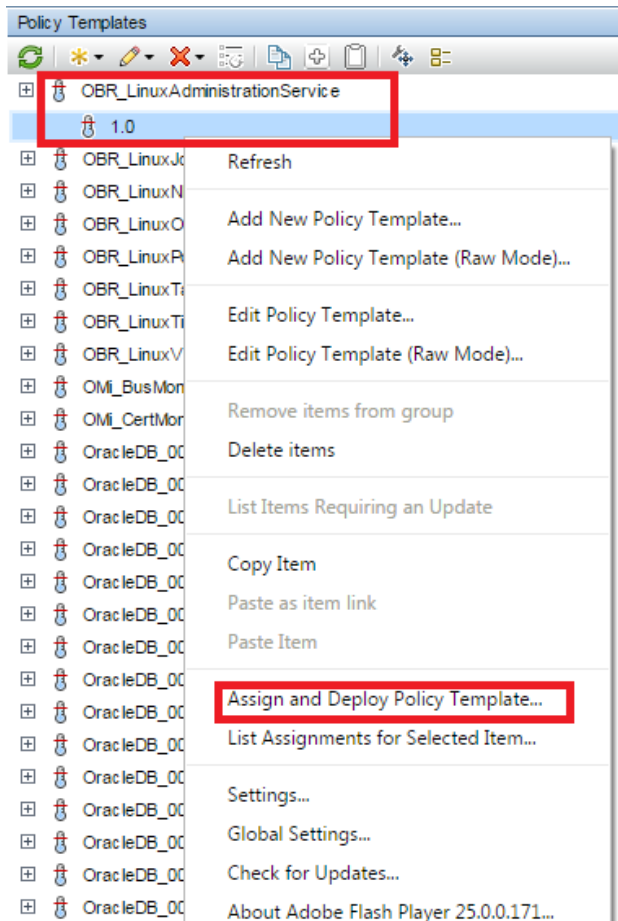 Policy Templates
OBR_LinuxAdministrationService
1.0
OBR_LinuxJo
Refresh
OBR_LinuxN
OBR_LinuxO
Add New Policy Template...
OBR_LinuxPe
Add New Policy Template (Raw Mode)...
OBR_LinuxTa
OBR_LinuxTi
Edit Policy Template...
OBR_LinuxV
Edit Policy Template (Raw Mode)...
OMi_BusMon
OMi_CertMon
Remove items from group
OracleDB_00
Delete items
OracleDB_00
OracleDB_00
List Items Requiring an Update
OracleDB_00
OracleDB_00
Copy Item
OracleDB_00
Paste as item link
OracleDB_00
Paste Item
OracleDB_00
OracleDB_00
Assign and Deploy Policy Template...
OracleDB_00
List Assignments for Selected Item...
OracleDB_00
OracleDB_00
Settings...
OracleDB_00
Global Settings...
OracleDB_00
Check for Updates...
OracleDB_00
About Adobe Flash Player 25.0.0.171...